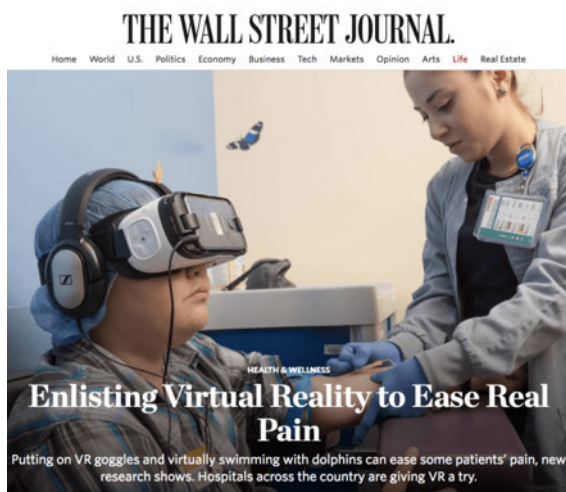 THE WALL STREET JOURNAL.
Home World U.S. Politics Economy Business Tech Markets Opinion Arts Life Real Estate
HEALTH & WELLNESS
Enlisting Virtual Reality to Ease Real
Pain
Putting on VR goggles and virtually swimming with dolphins can ease some patients' pain, new
research shows. Hospitals across the country are giving VR a try.